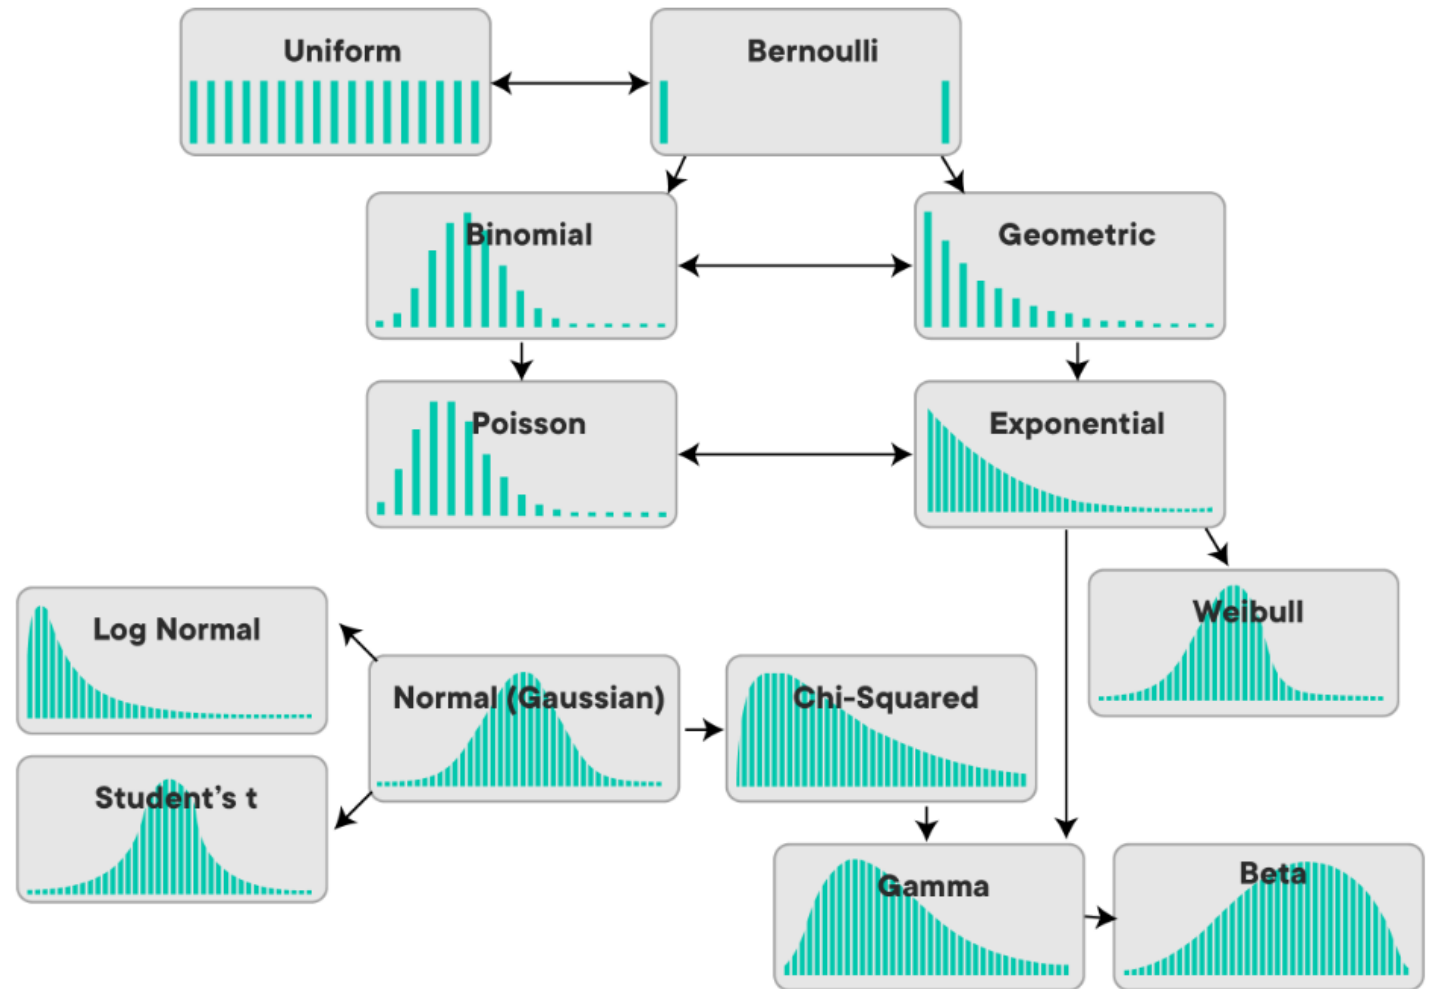 Uniform
Bernoulli
Binomial
Geometric
Poisson
Exponential
Weibull
Log Normal
Normal (Gaussian)
Chi-Squared
Student's t
Gamma
Beta